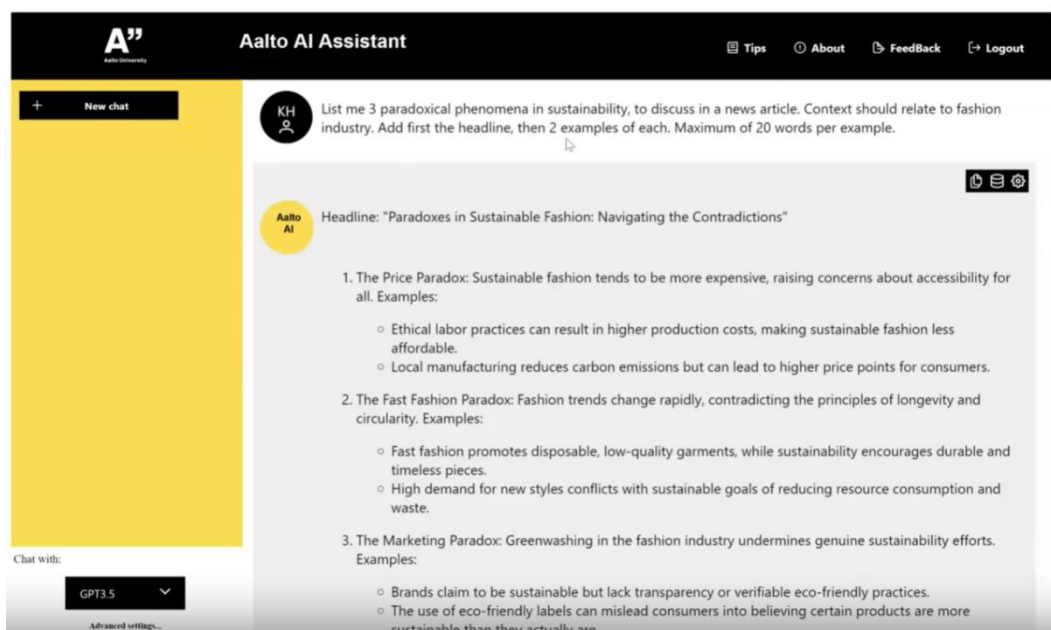 A”
Aalto University
Aalto AI Assistant
Tips
About
FeedBack
Logout
+ New chat
KH
List me 3 paradoxical phenomena in sustainability, to discuss in a news article. Context should relate to fashion
industry. Add first the headline, then 2 examples of each. Maximum of 20 words per example.
Aalto
AI
Headline: "Paradoxes in Sustainable Fashion: Navigating the Contradictions"
1. The Price Paradox: Sustainable fashion tends to be more expensive, raising concerns about accessibility for
all. Examples:
◦ Ethical labor practices can result in higher production costs, making sustainable fashion less
affordable.
◦ Local manufacturing reduces carbon emissions but can lead to higher price points for consumers.
2. The Fast Fashion Paradox: Fashion trends change rapidly, contradicting the principles of longevity and
circularity. Examples:
◦ Fast fashion promotes disposable, low-quality garments, while sustainability encourages durable and
timeless pieces.
◦ High demand for new styles conflicts with sustainable goals of reducing resource consumption and
waste.
3. The Marketing Paradox: Greenwashing in the fashion industry undermines genuine sustainability efforts.
Examples:
◦ Brands claim to be sustainable but lack transparency or verifiable eco-friendly practices.
◦ The use of eco-friendly labels can mislead consumers into believing certain products are more
sustainable than they actually are.
Chat with:
GPT3.5
Advanced settings...